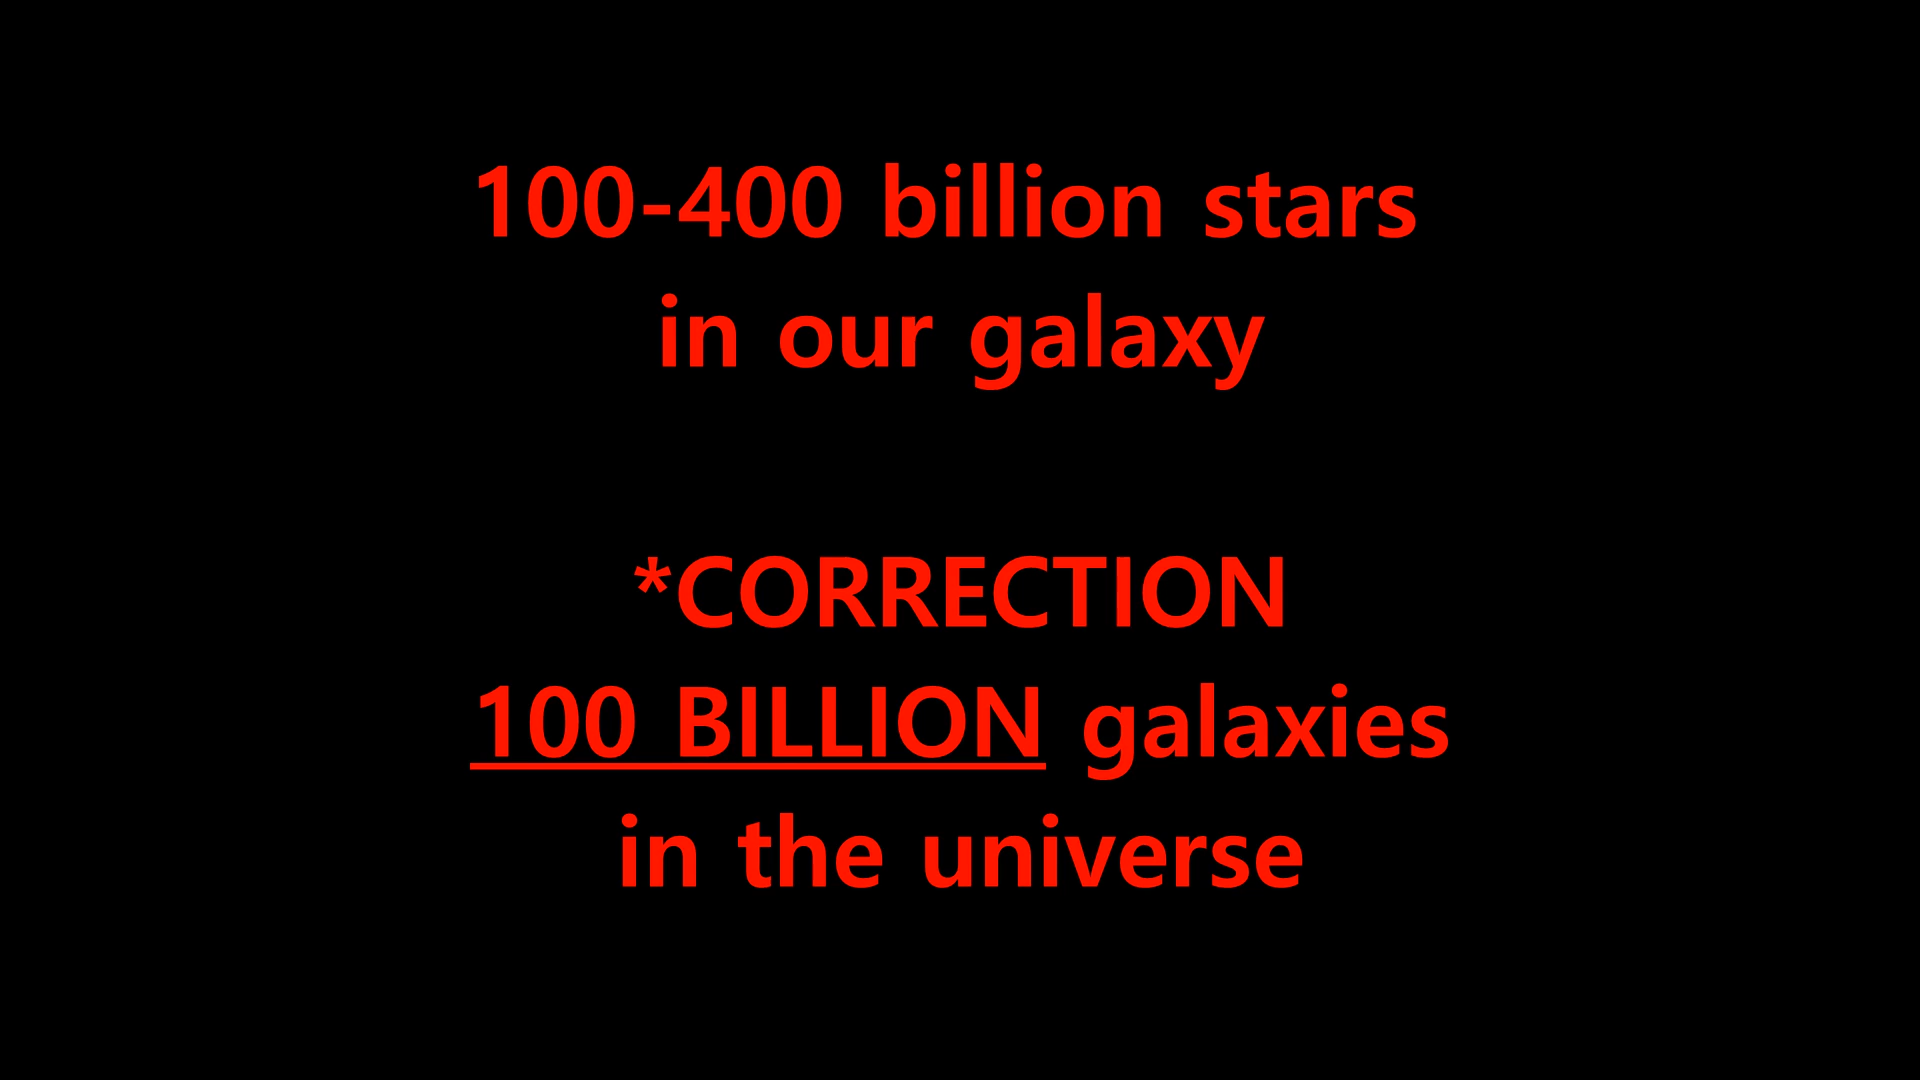 100-400 billion stars
in our galaxy
*CORRECTION
100 BILLION galaxies
in the universe